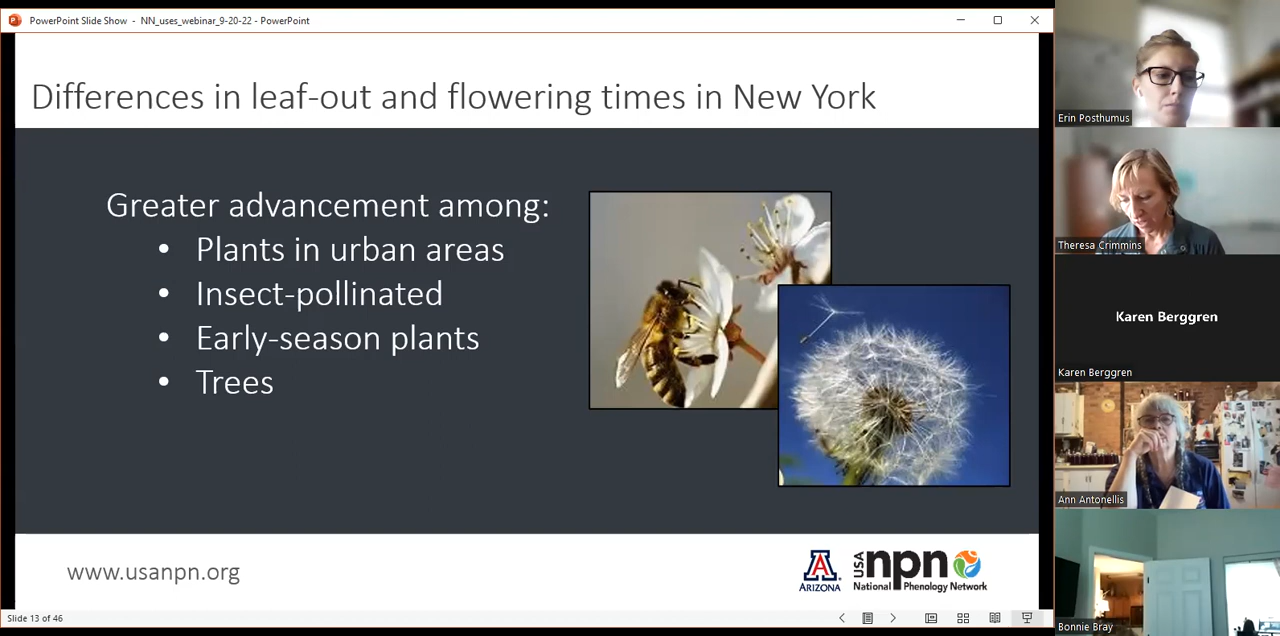 PowerPoint Slide Show - NN_uses_webinar_9-20-22 - PowerPoint
Differences in leaf-out and flowering times in New York
Greater advancement among:
• Plants in urban areas
• Insect-pollinated
• Early-season plants
• Trees
www.usanpn.org
A
ARIZONA
USA npn
National Phenology Network
Slide 13 of 46
Erin Posthumus
Theresa Crimmins
Karen Berggren
Karen Berggren
Ann Antonellis
Bonnie Bray